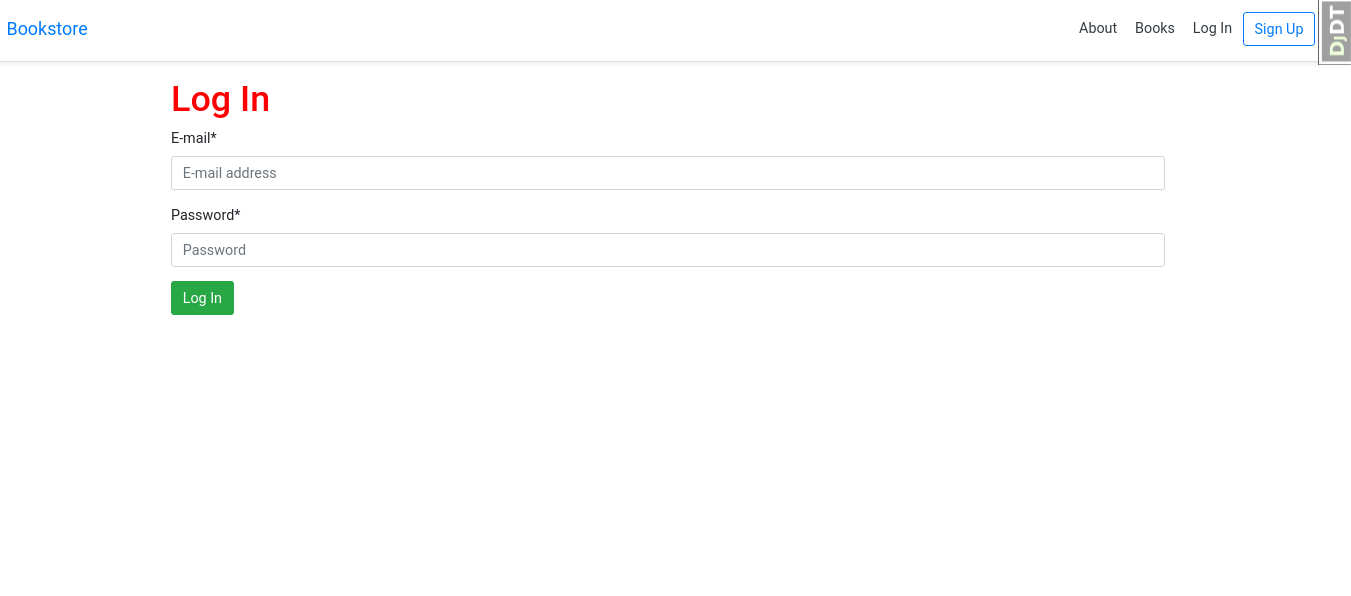 Bookstore
About Books Log In Sign Up
DjDT
Log In
E-mail*
E-mail address
Password*
Password
Log In